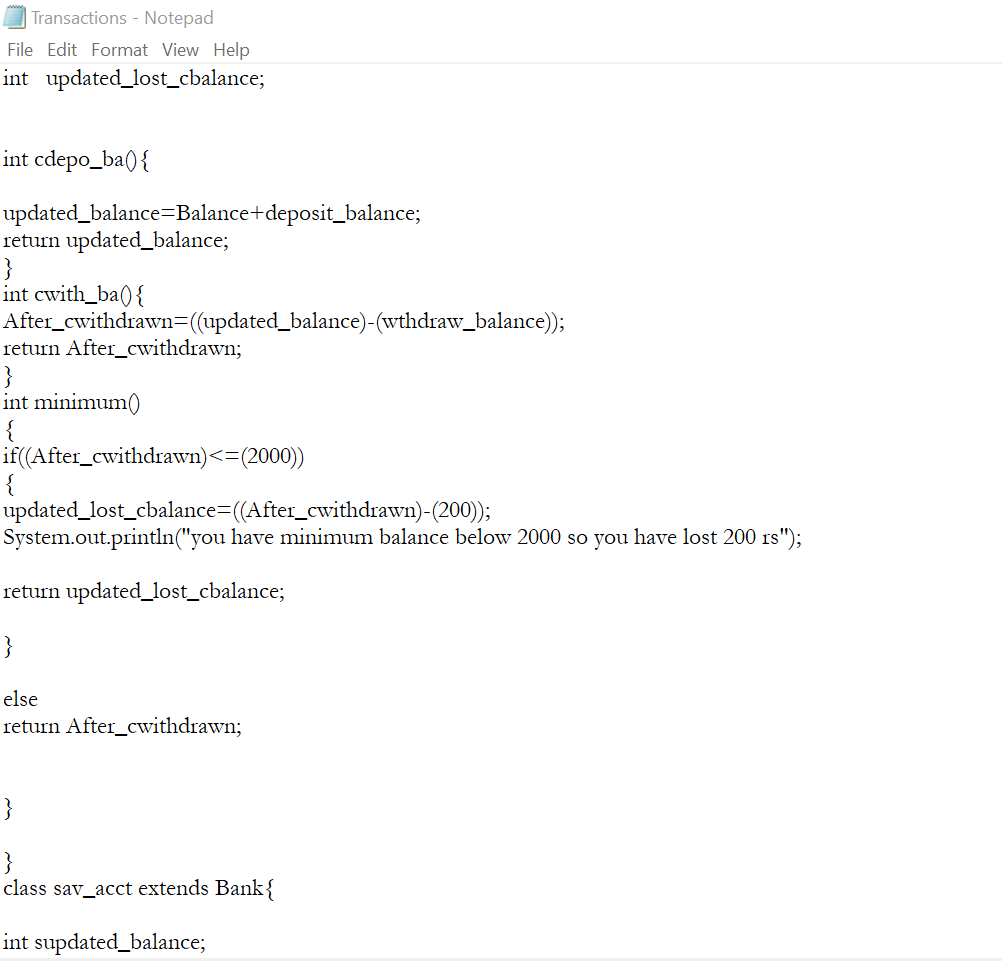 Transactions - Notepad
File Edit Format View Help
int   updated_lost_cbalance;
int cdepo_ba(){
updated_balance=Balance+deposit_balance;
return updated_balance;
}
int cwith_ba(){
After_cwithdrawn=((updated_balance)-(wthdraw_balance));
return After_cwithdrawn;
}
int minimum()
{
if((After_cwithdrawn)<=(2000))
{
updated_lost_cbalance=((After_cwithdrawn)-(200));
System.out.println("you have minimum balance below 2000 so you have lost 200 rs");
return updated_lost_cbalance;
}
else
return After_cwithdrawn;
}
}
class sav_acct extends Bank{
int supdated_balance;